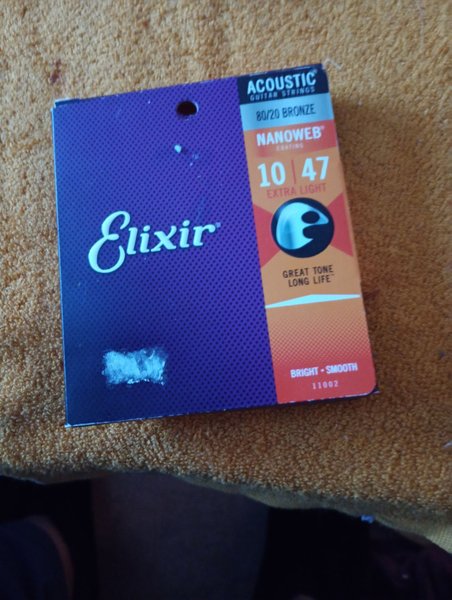 ACOUSTIC®
GUITAR STRINGS
80/20 BRONZE
NANOWEB®
COATING
10 | 47
EXTRA LIGHT
Elixir®
GREAT TONE
LONG LIFE™
BRIGHT • SMOOTH
11002